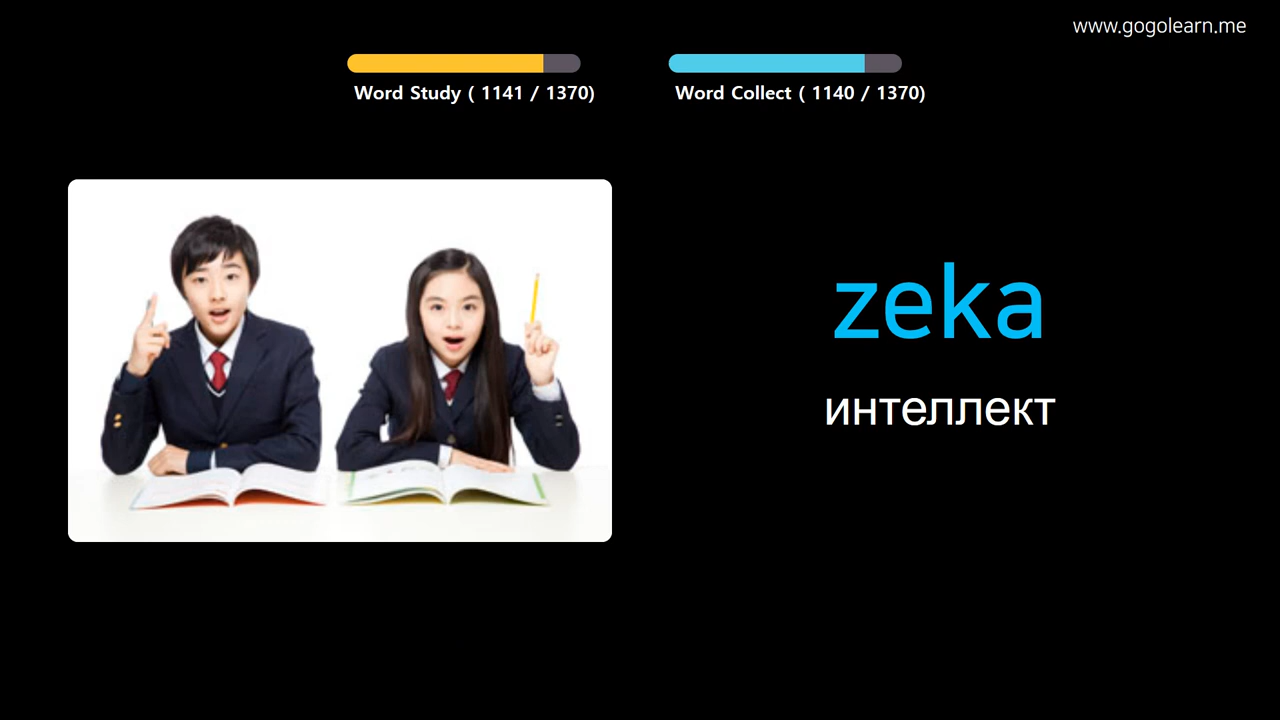 www.gogolearn.me
Word Study ( 1141 / 1370)
Word Collect ( 1140 / 1370)
zeka
интеллект